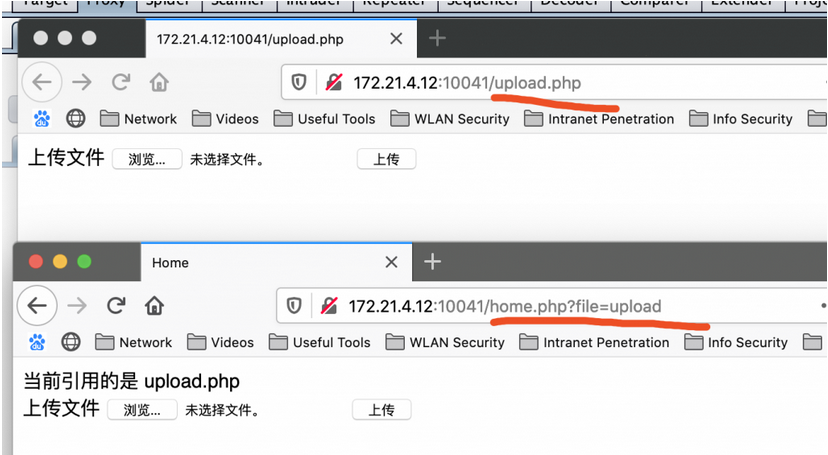 Target Proxy Spider Scanner Intruder Repeater Sequencer Decoder Comparer Extender
172.21.4.12:10041/upload.php
172.21.4.12:10041/upload.php
du Network Videos Useful Tools WLAN Security Intranet Penetration Info Security
上传文件 浏览... 未选择文件。 上传
Home
172.21.4.12:10041/home.php?file=upload
du Network Videos Useful Tools WLAN Security Intranet Penetration Info Security
当前引用的是 upload.php
上传文件 浏览... 未选择文件。 上传